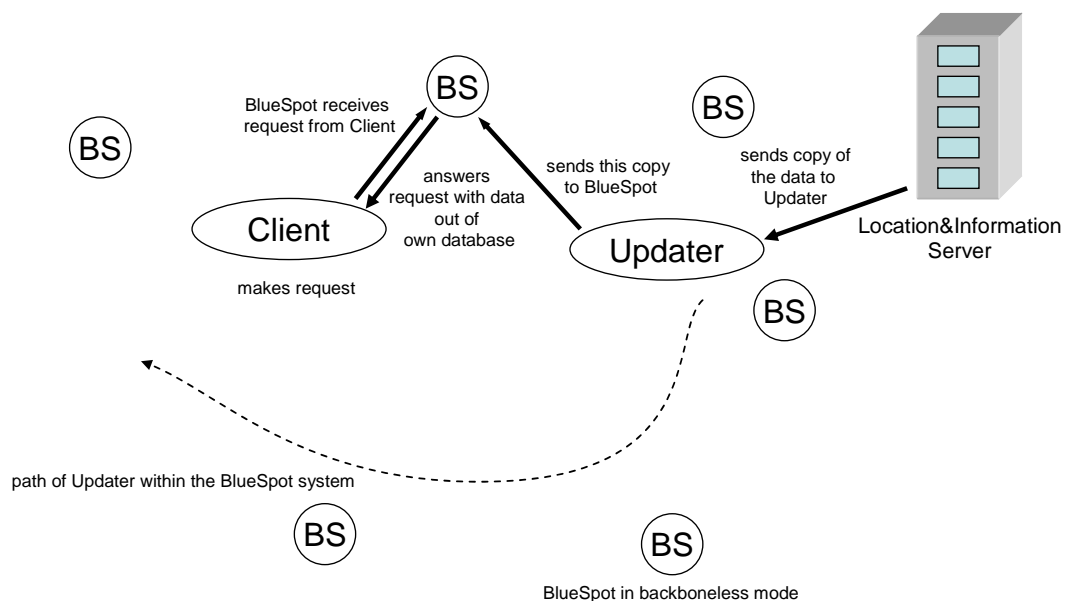 BS
BlueSpot receives
request from Client
BS
BS
sends this copy
to BlueSpot
sends copy of
the data to
Updater
answers
request with data
out of
own database
Client
Updater
Location&Information
Server
makes request
BS
path of Updater within the BlueSpot system
BS
BS
BlueSpot in backboneless mode